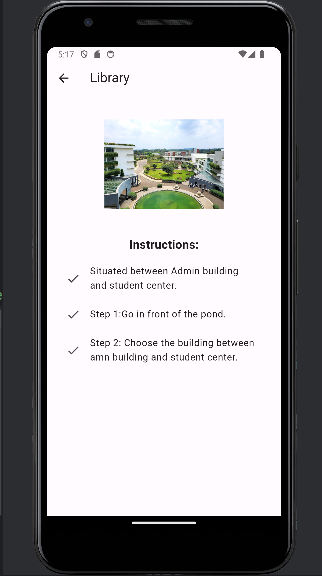 5:17
Library
Instructions:
Situated between Admin building
and student center.
Step 1:Go in front of the pond.
Step 2: Choose the building between
amn building and student center.